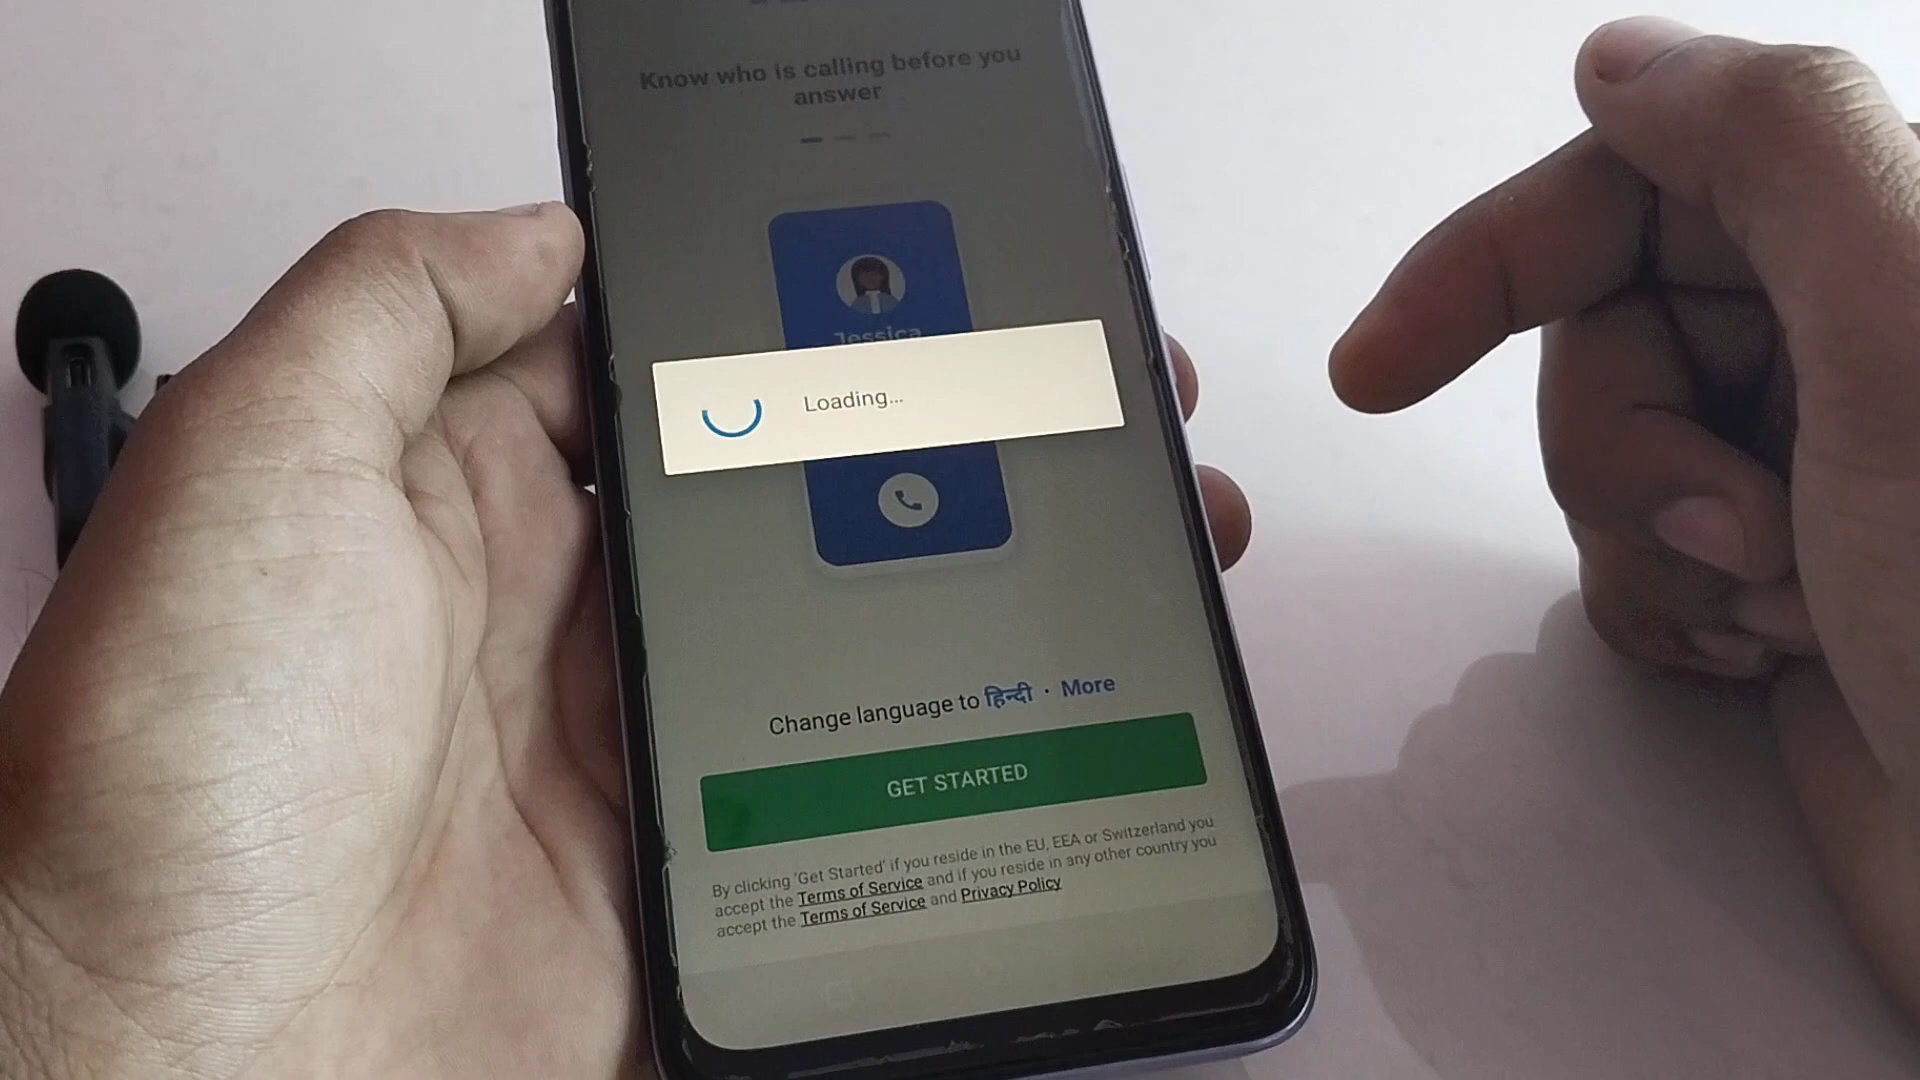 Know who is calling before you
answer
Jessica
Loading...
Change language to हिन्दी · More
GET STARTED
By clicking 'Get Started' if you reside in the EU, EEA or Switzerland you
accept the Terms of Service and if you reside in any other country you
accept the Terms of Service and Privacy Policy